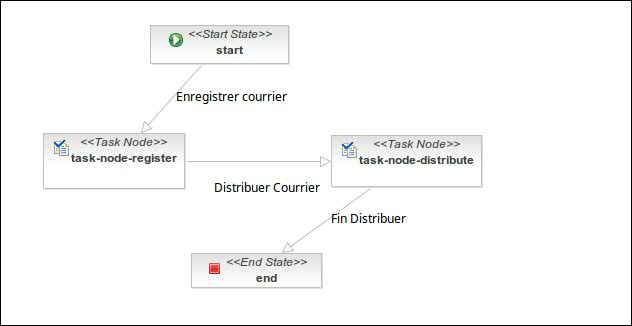 <<Start State>>
start
Enregistrer courrier
<<Task Node>>
task-node-register
<<Task Node>>
task-node-distribute
Distribuer Courrier
Fin Distribuer
<<End State>>
end